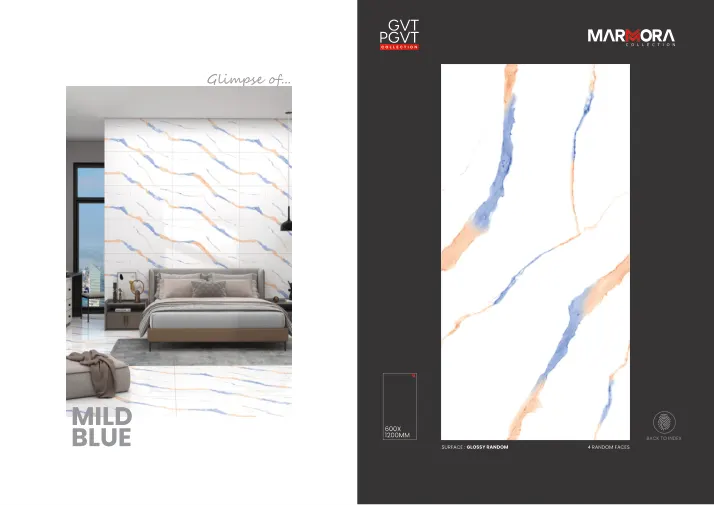 Glimpse of...
MILD
BLUE
GVT
PGVT
COLLECTION
MARMORA
COLLECTION
600X
1200MM
SURFACE : GLOSSY RANDOM
4 RANDOM FACES
BACK TO INDEX